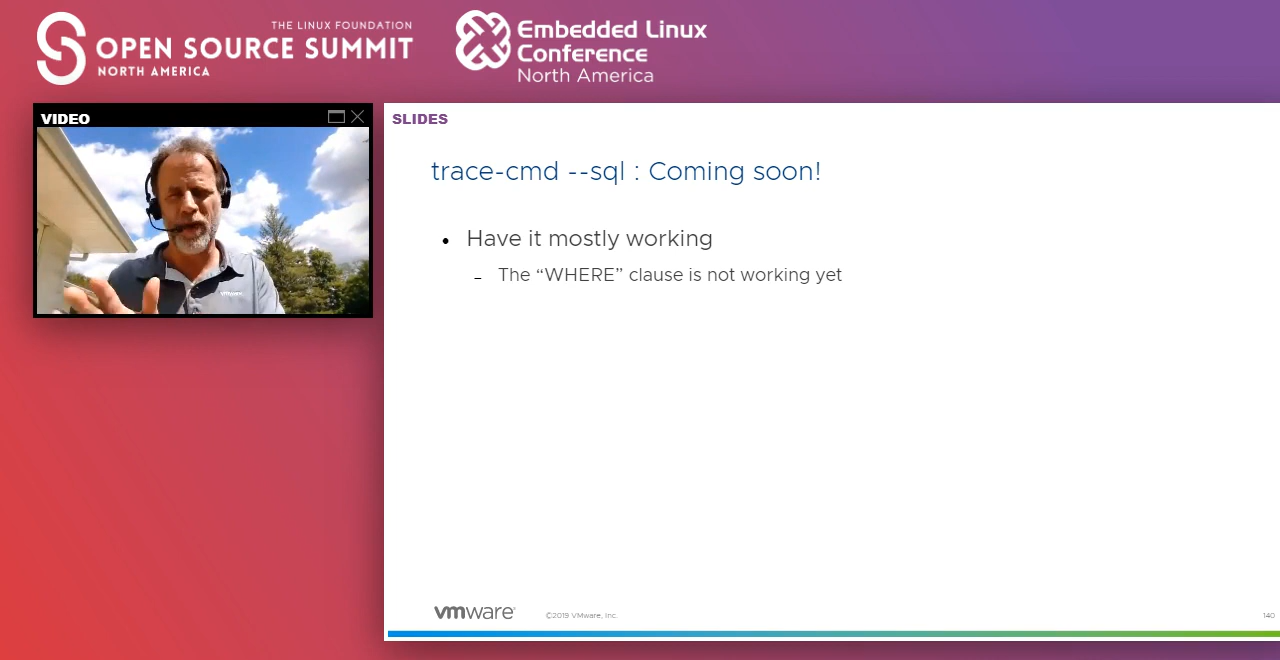 THE LINUX FOUNDATION
OPEN SOURCE SUMMIT
NORTH AMERICA
Embedded Linux
Conference
North America
VIDEO
vmware
SLIDES
trace-cmd --sql : Coming soon!
• Have it mostly working
– The “WHERE” clause is not working yet
vmware®
©2019 VMware, Inc.
140